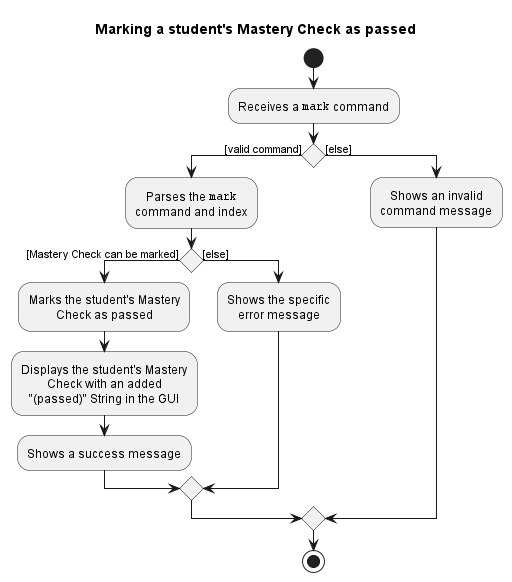 Marking a student's Mastery Check as passed
Receives a mark command
[valid command]
[else]
Parses the mark
command and index
Shows an invalid
command message
[Mastery Check can be marked]
[else]
Marks the student's Mastery
Check as passed
Shows the specific
error message
Displays the student's Mastery
Check with an added
"(passed)" String in the GUI
Shows a success message